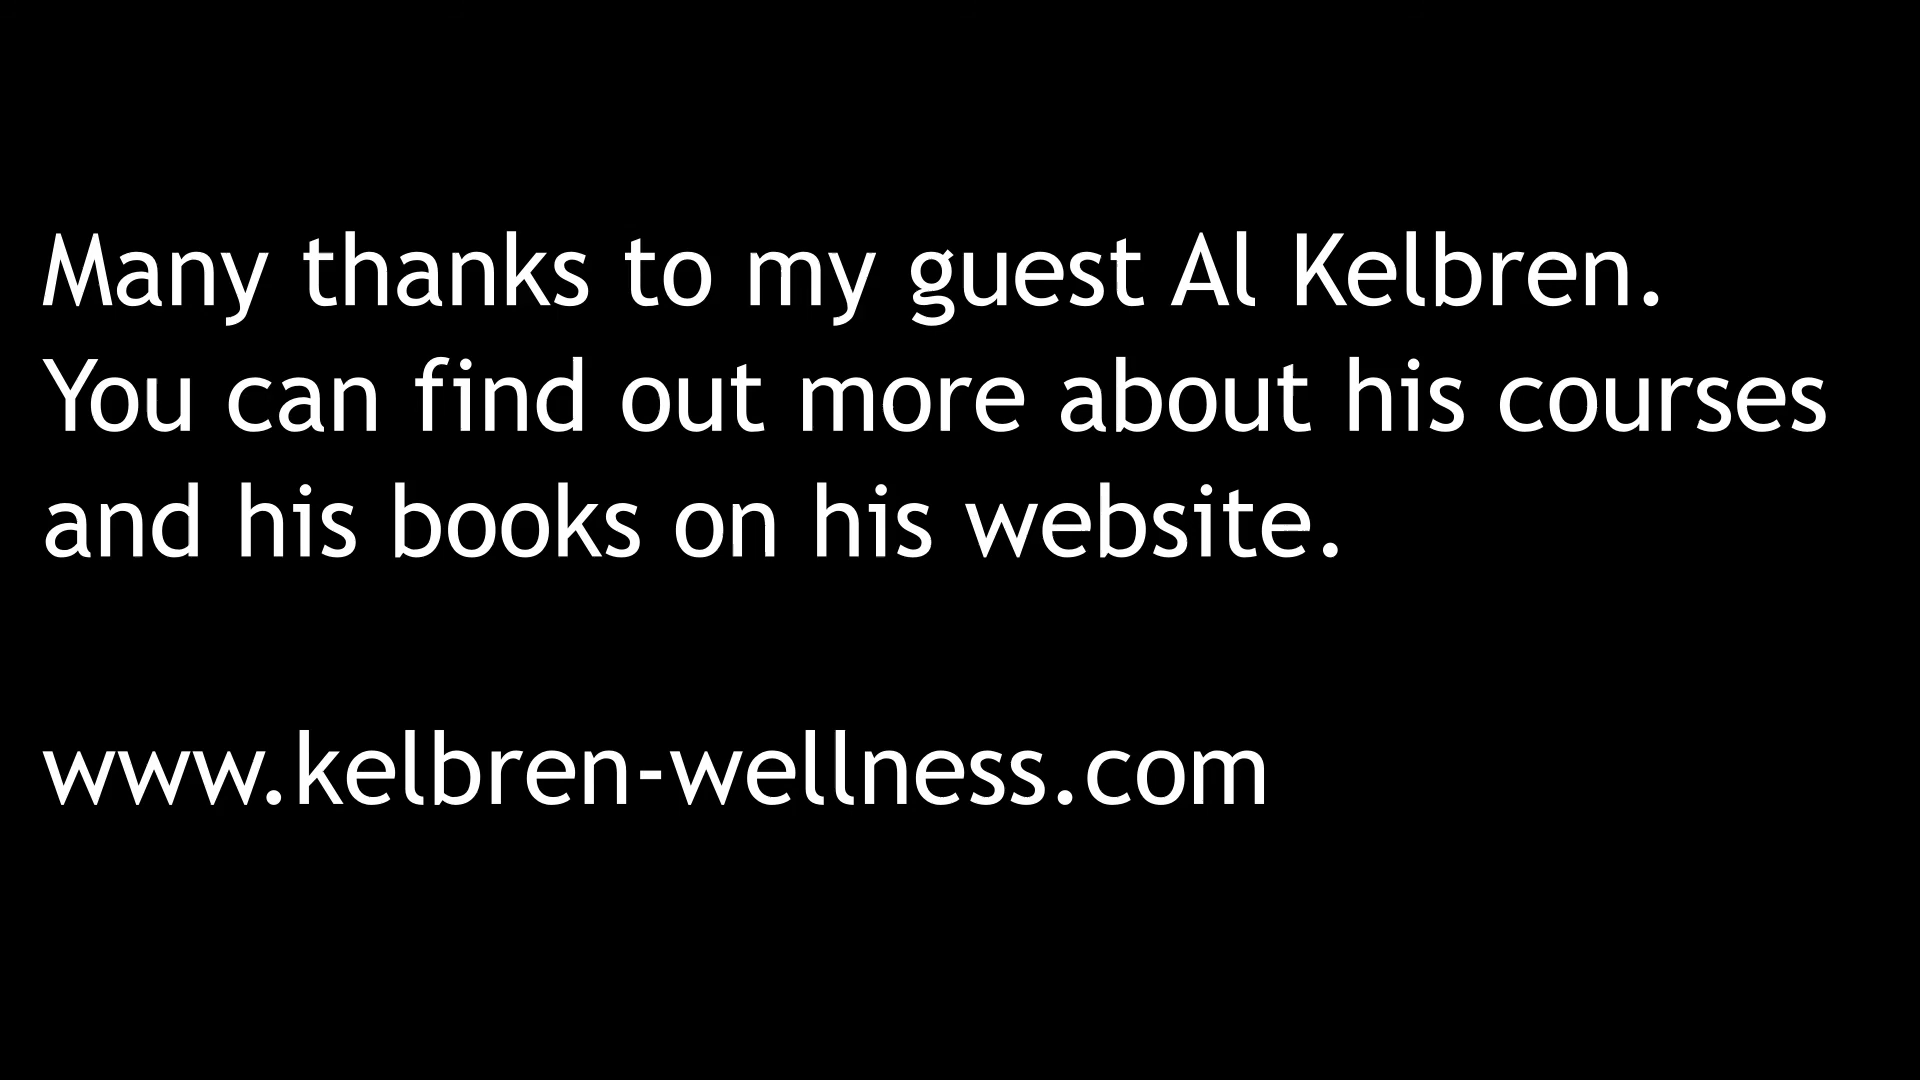 Many thanks to my guest Al Kelbren.
You can find out more about his courses
and his books on his website.
www.kelbren-wellness.com